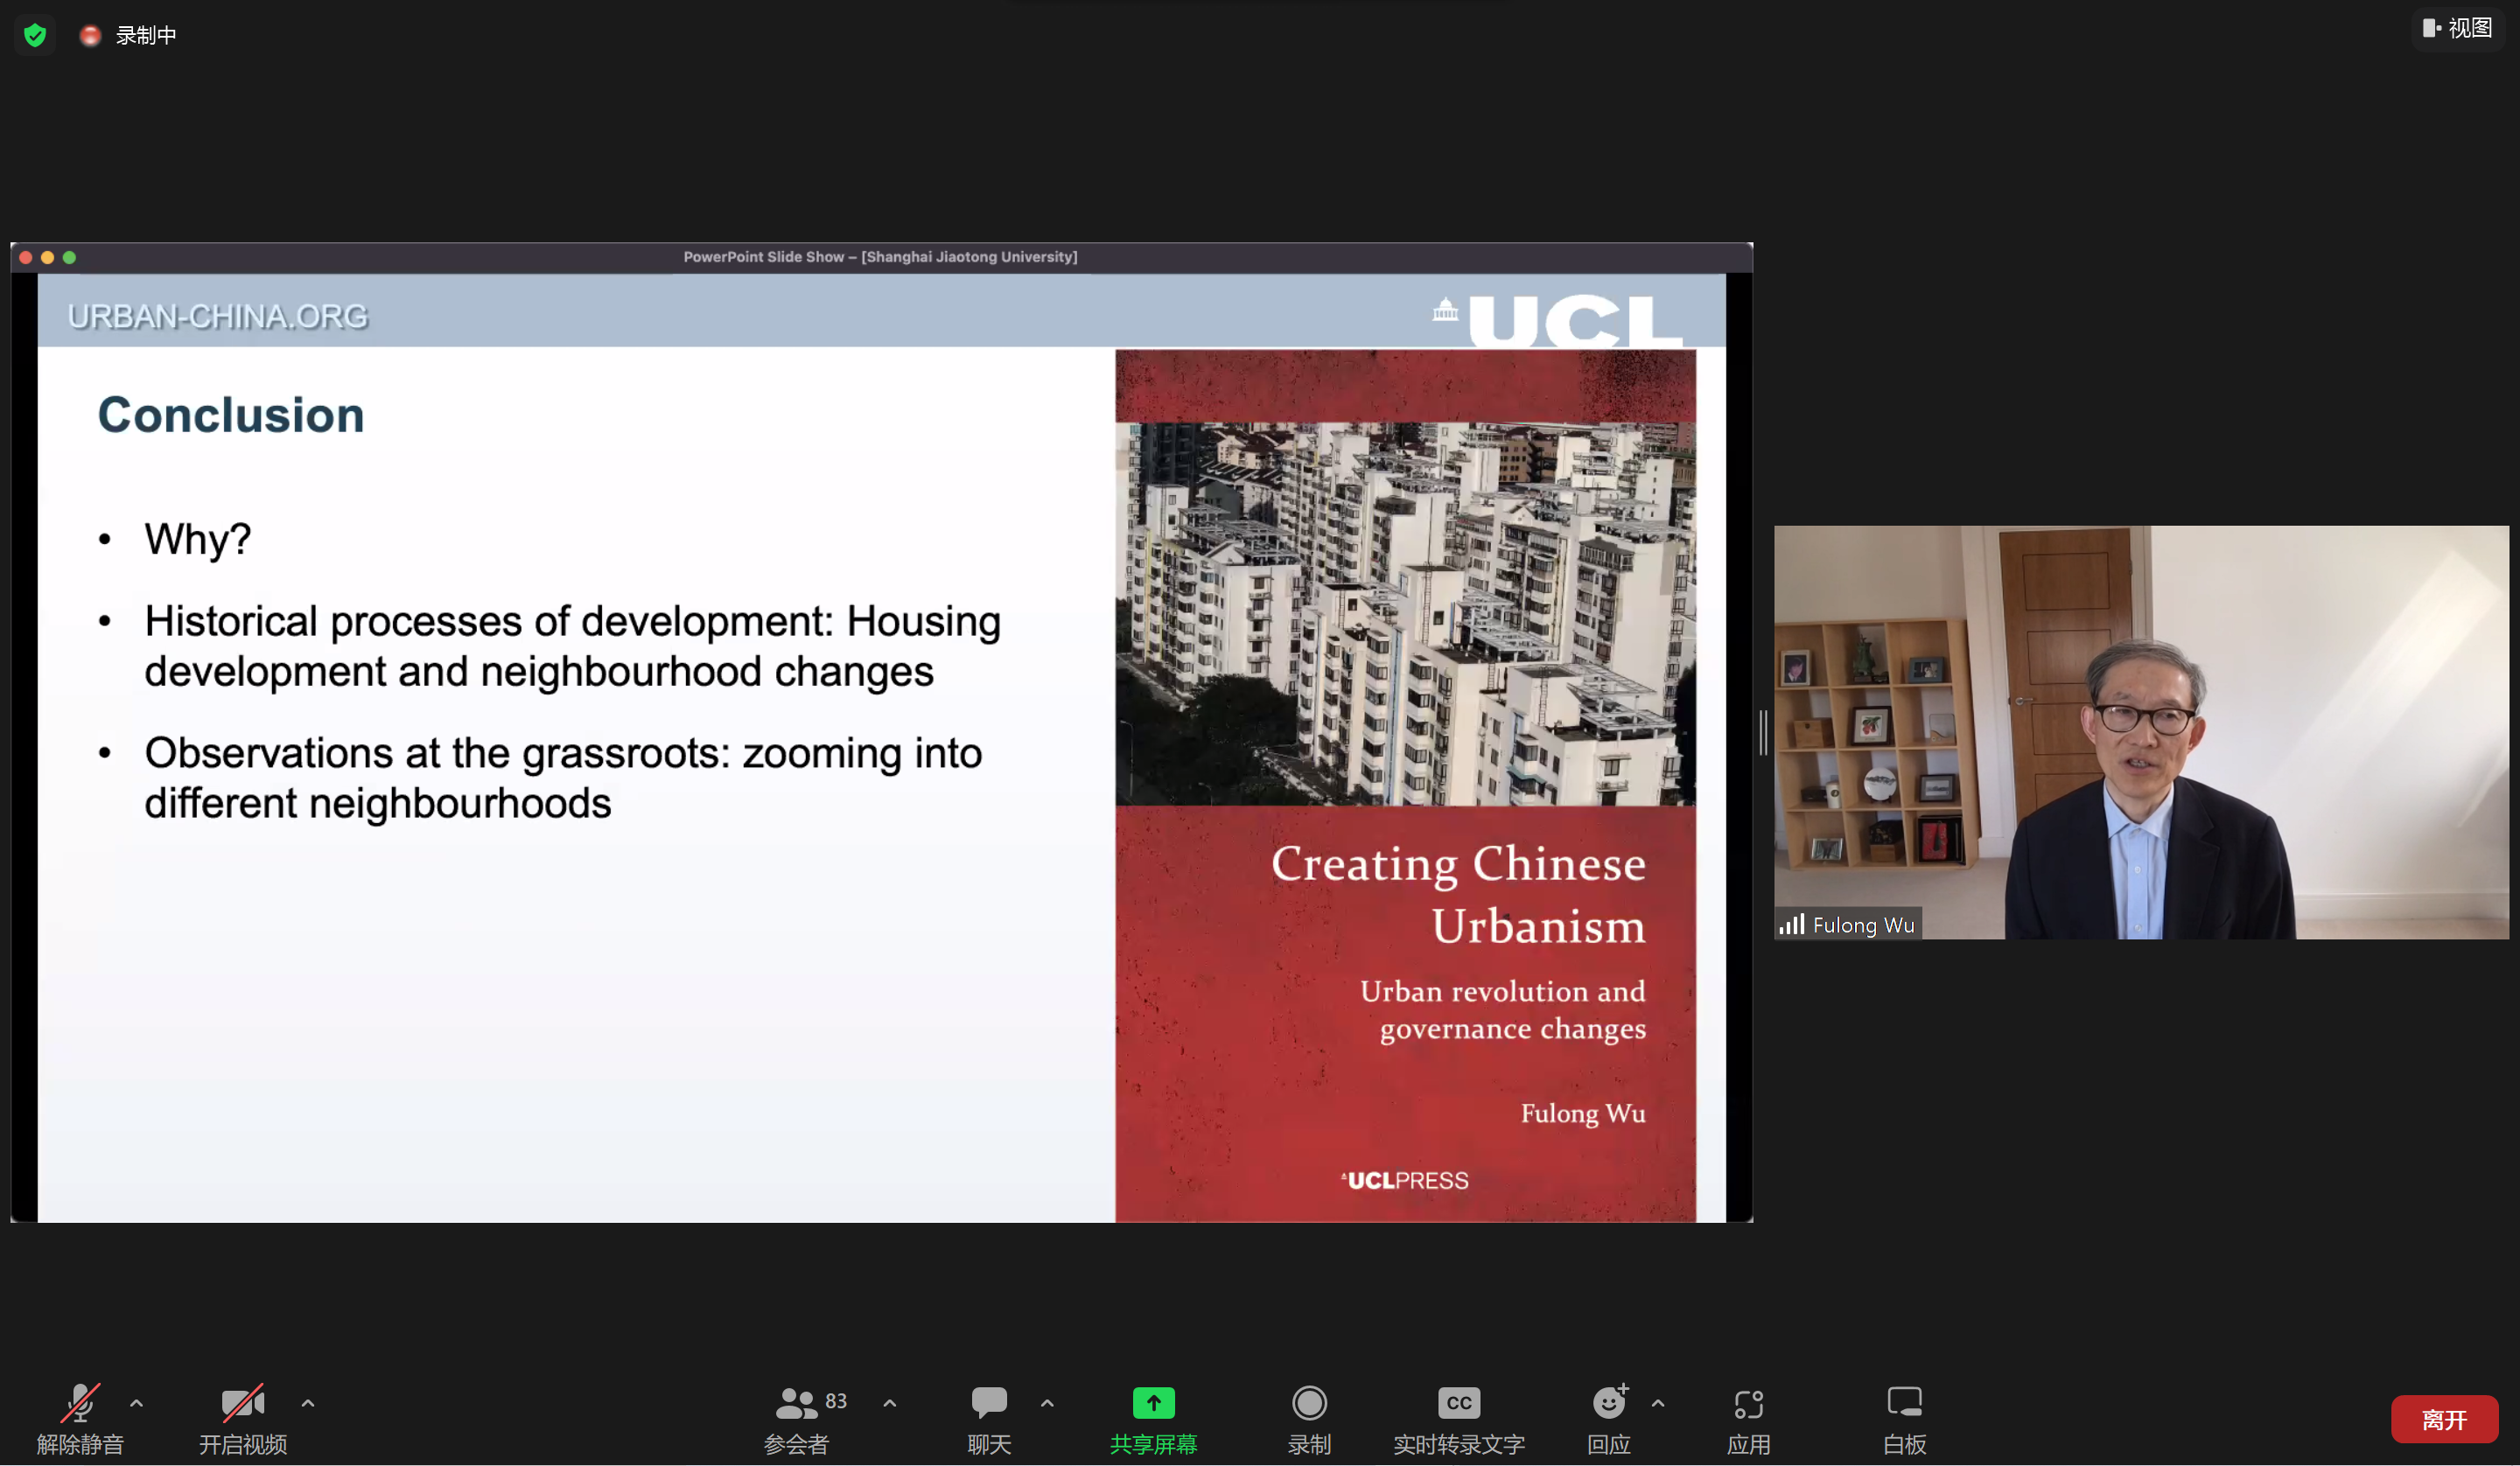 录制中
视图
PowerPoint Slide Show – [Shanghai Jiaotong University]
URBAN-CHINA.ORG
UCL
Conclusion
• Why?
• Historical processes of development: Housing
development and neighbourhood changes
• Observations at the grassroots: zooming into
different neighbourhoods
Creating Chinese
Urbanism
Urban revolution and
governance changes
Fulong Wu
UCLPRESS
Fulong Wu
解除静音
开启视频
83
参会者
聊天
共享屏幕
录制
CC
实时转录文字
回应
应用
白板
离开